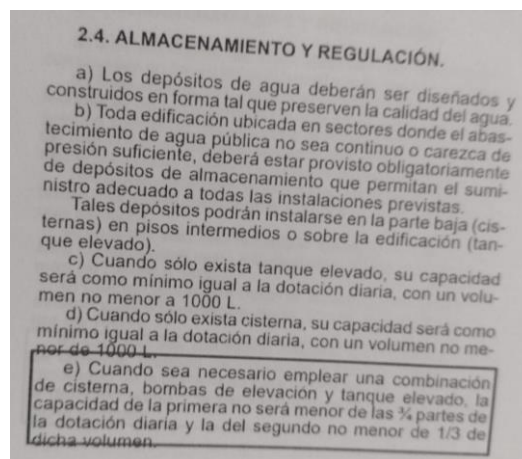 2.4. ALMACENAMIENTO Y REGULACIÓN.
a) Los depósitos de agua deberán ser diseñados y
construidos en forma tal que preserven la calidad del agua.
b) Toda edificación ubicada en sectores donde el abas-
tecimiento de agua pública no sea continuo o carezca de
presión suficiente, deberá estar provisto obligatoriamente
de depósitos de almacenamiento que permitan el sumi-
nistro adecuado a todas las instalaciones previstas.
Tales depósitos podrán instalarse en la parte baja (cis-
ternas) en pisos intermedios o sobre la edificación (tan-
que elevado).
c) Cuando sólo exista tanque elevado, su capacidad
será como mínimo igual a la dotación diaria, con un volu-
men no menor a 1000 L.
d) Cuando sólo exista cisterna, su capacidad será como
mínimo igual a la dotación diaria, con un volumen no me-
nor de 1000 L.
e) Cuando sea necesario emplear una combinación
de cisterna, bombas de elevación y tanque elevado, la
capacidad de la primera no será menor de las ¾ partes de
la dotación diaria y la del segundo no menor de 1/3 de
dicha volumen.